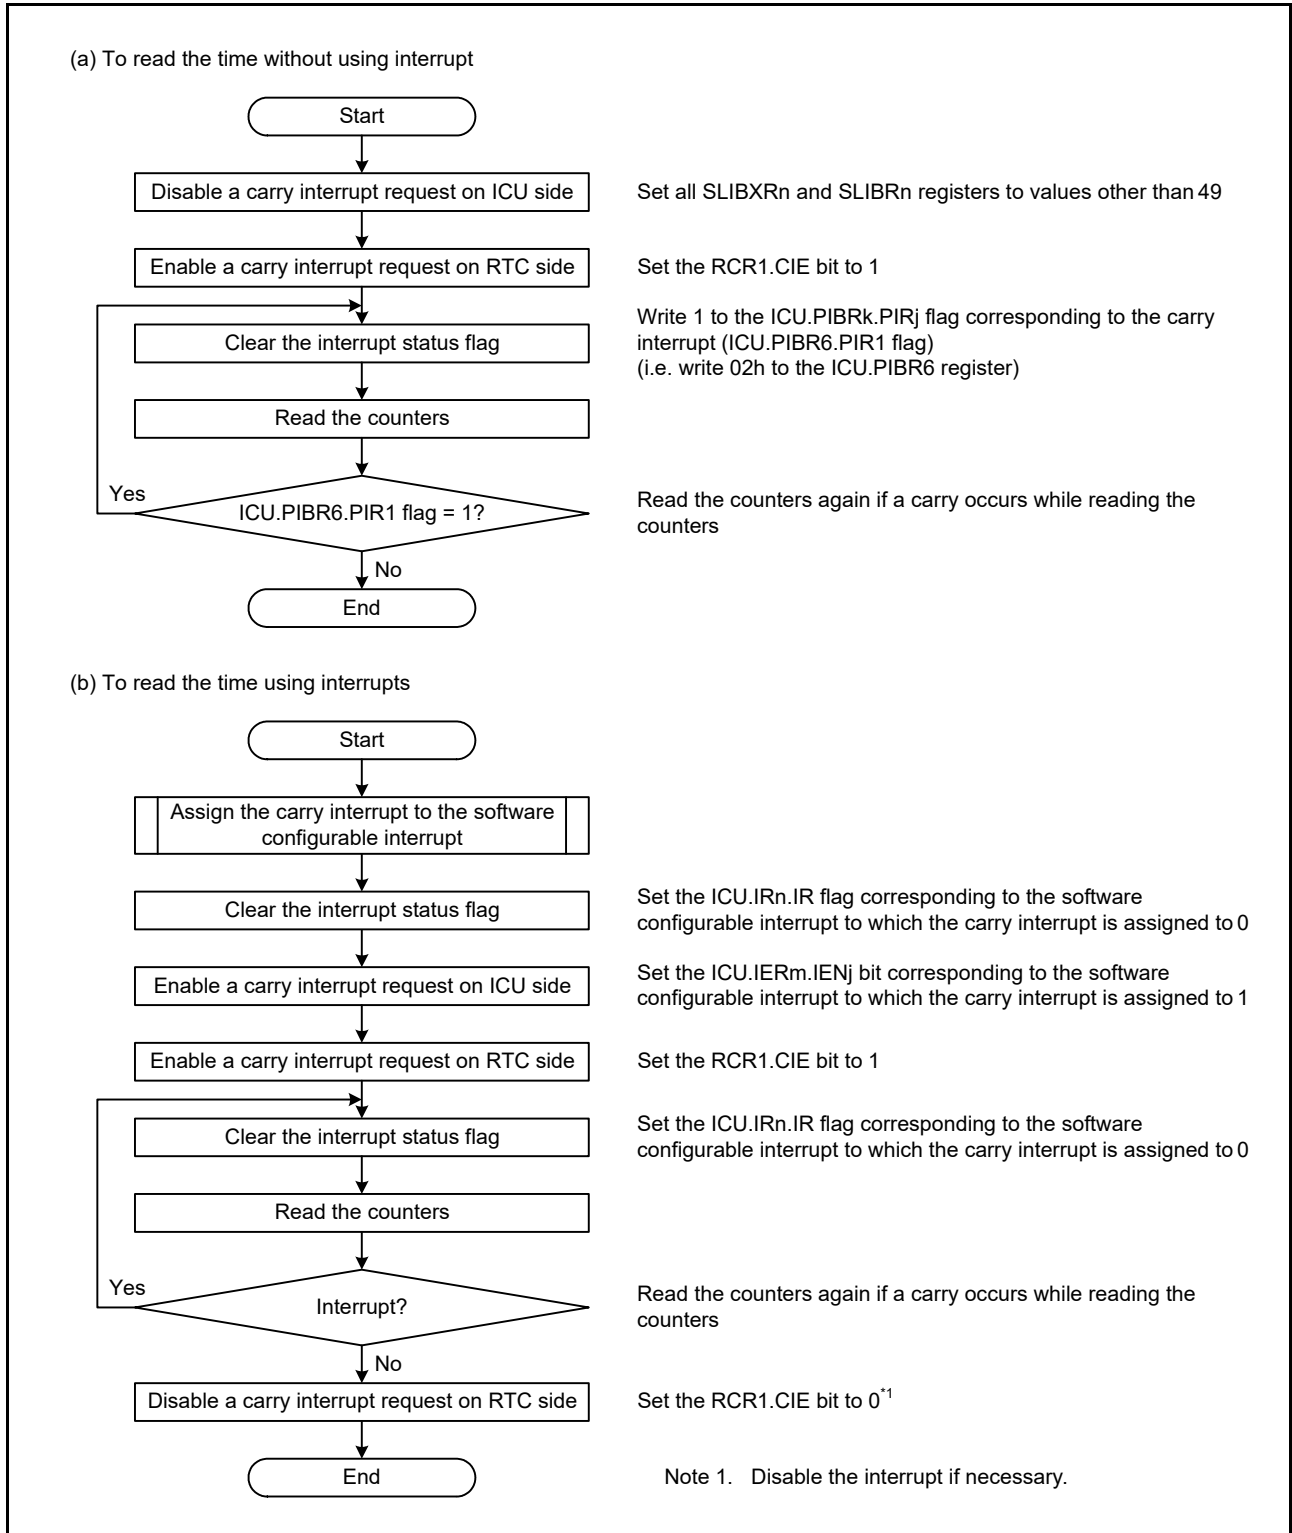 (a) To read the time without using interrupt
Start
Disable a carry interrupt request on ICU side
Set all SLIBXRn and SLIBRn registers to values other than 49
Enable a carry interrupt request on RTC side
Set the RCR1.CIE bit to 1
Clear the interrupt status flag
Write 1 to the ICU.PIBRk.PIRj flag corresponding to the carry
interrupt (ICU.PIBR6.PIR1 flag)
(i.e. write 02h to the ICU.PIBR6 register)
Read the counters
Yes
ICU.PIBR6.PIR1 flag = 1?
Read the counters again if a carry occurs while reading the
counters
No
End
(b) To read the time using interrupts
Start
Assign the carry interrupt to the software
configurable interrupt
Clear the interrupt status flag
Set the ICU.IRn.IR flag corresponding to the software
configurable interrupt to which the carry interrupt is assigned to 0
Enable a carry interrupt request on ICU side
Set the ICU.IERm.IENj bit corresponding to the software
configurable interrupt to which the carry interrupt is assigned to 1
Enable a carry interrupt request on RTC side
Set the RCR1.CIE bit to 1
Clear the interrupt status flag
Set the ICU.IRn.IR flag corresponding to the software
configurable interrupt to which the carry interrupt is assigned to 0
Read the counters
Yes
Interrupt?
Read the counters again if a carry occurs while reading the
counters
No
Disable a carry interrupt request on RTC side
Set the RCR1.CIE bit to 0*1
End
Note 1. Disable the interrupt if necessary.